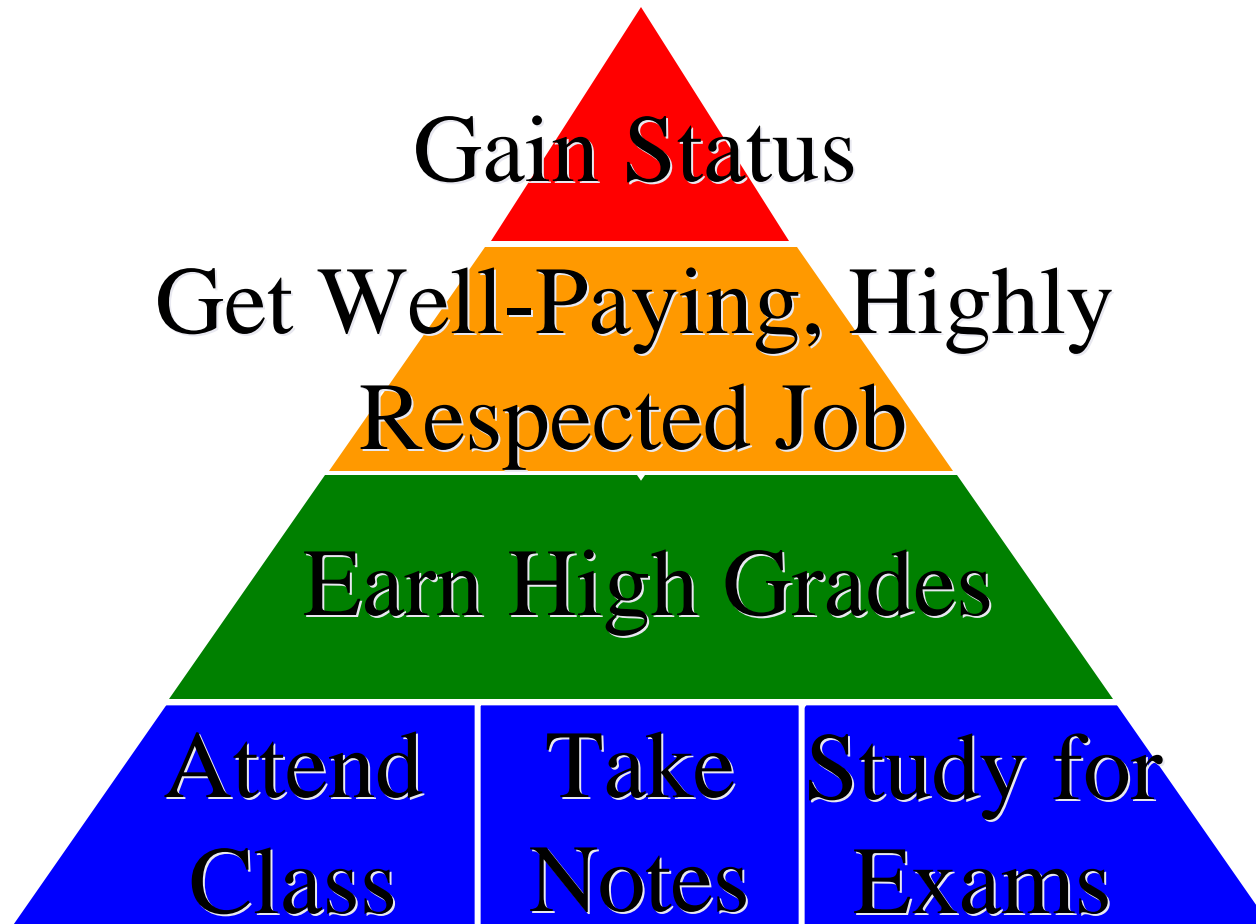 Gain Status
Get Well-Paying, Highly
Respected Job
Earn High Grades
Attend
Class
Take
Notes
Study for
Exams